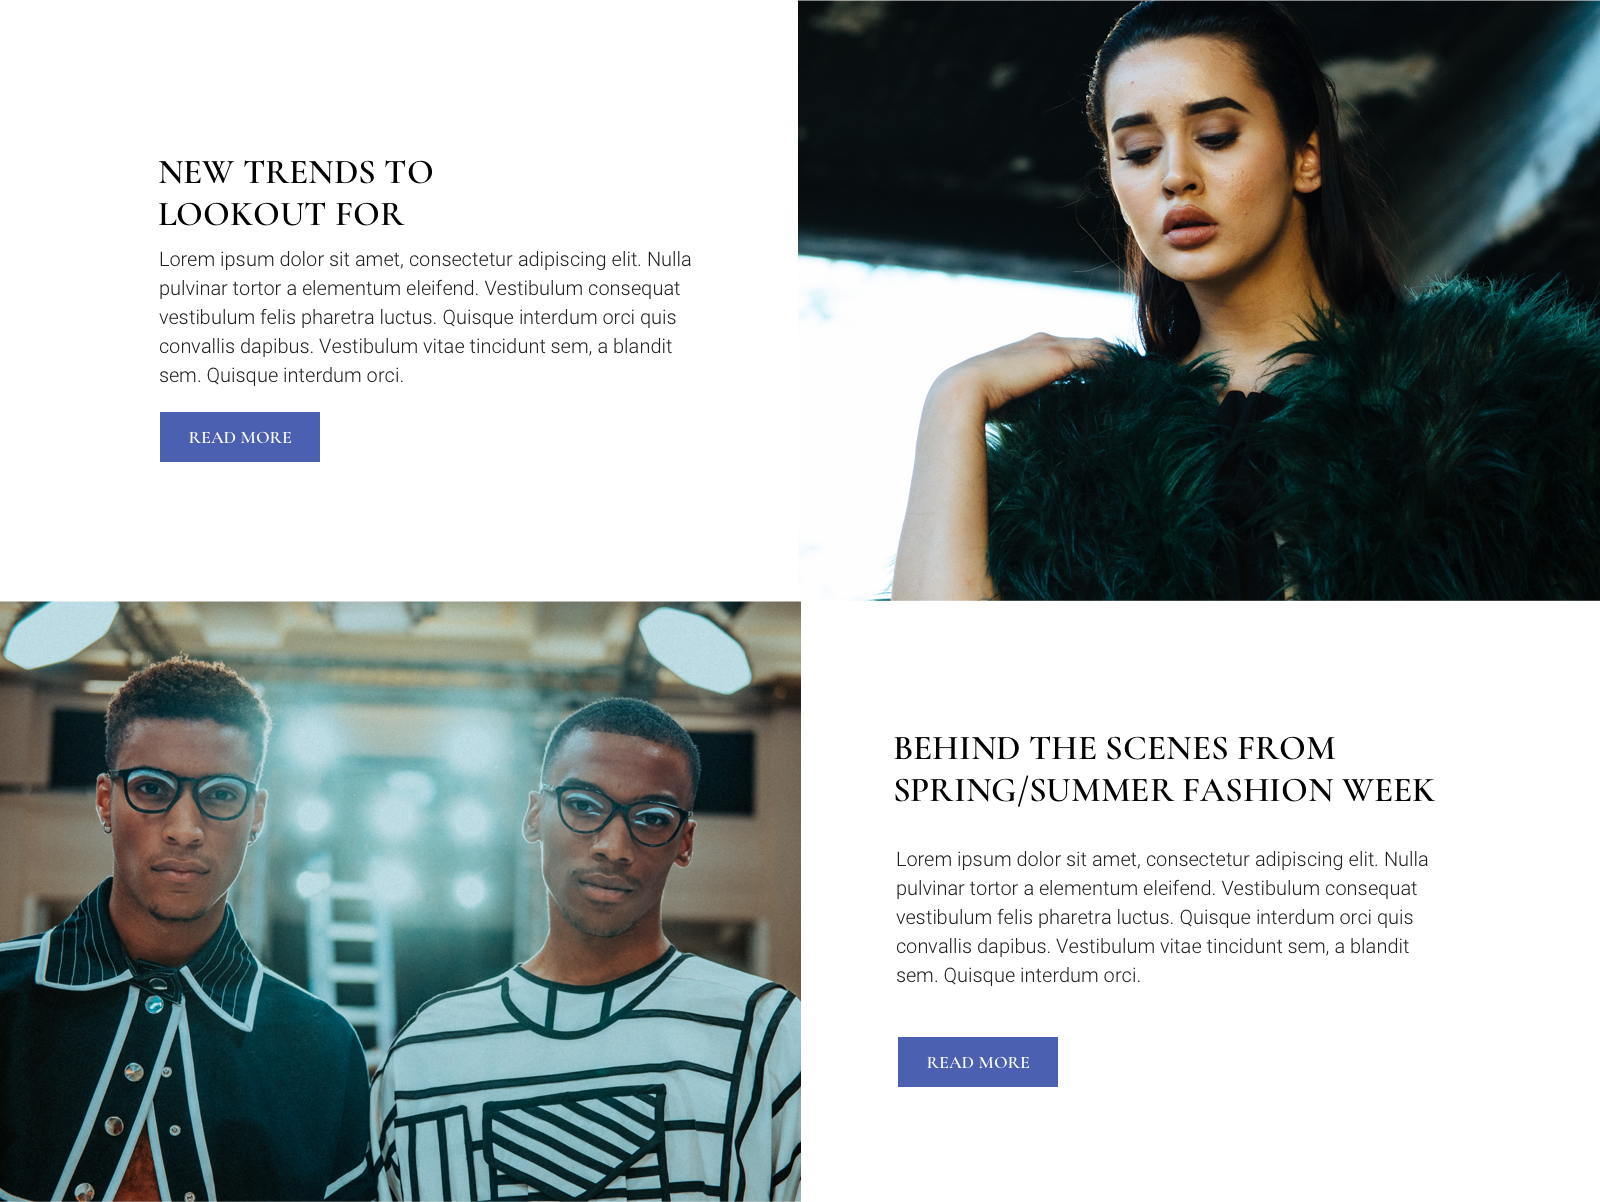 NEW TRENDS TO
LOOKOUT FOR
Lorem ipsum dolor sit amet, consectetur adipiscing elit. Nulla
pulvinar tortor a elementum eleifend. Vestibulum consequat
vestibulum felis pharetra luctus. Quisque interdum orci quis
convallis dapibus. Vestibulum vitae tincidunt sem, a blandit
sem. Quisque interdum orci.
READ MORE
BEHIND THE SCENES FROM
SPRING/SUMMER FASHION WEEK
Lorem ipsum dolor sit amet, consectetur adipiscing elit. Nulla
pulvinar tortor a elementum eleifend. Vestibulum consequat
vestibulum felis pharetra luctus. Quisque interdum orci quis
convallis dapibus. Vestibulum vitae tincidunt sem, a blandit
sem. Quisque interdum orci.
READ MORE